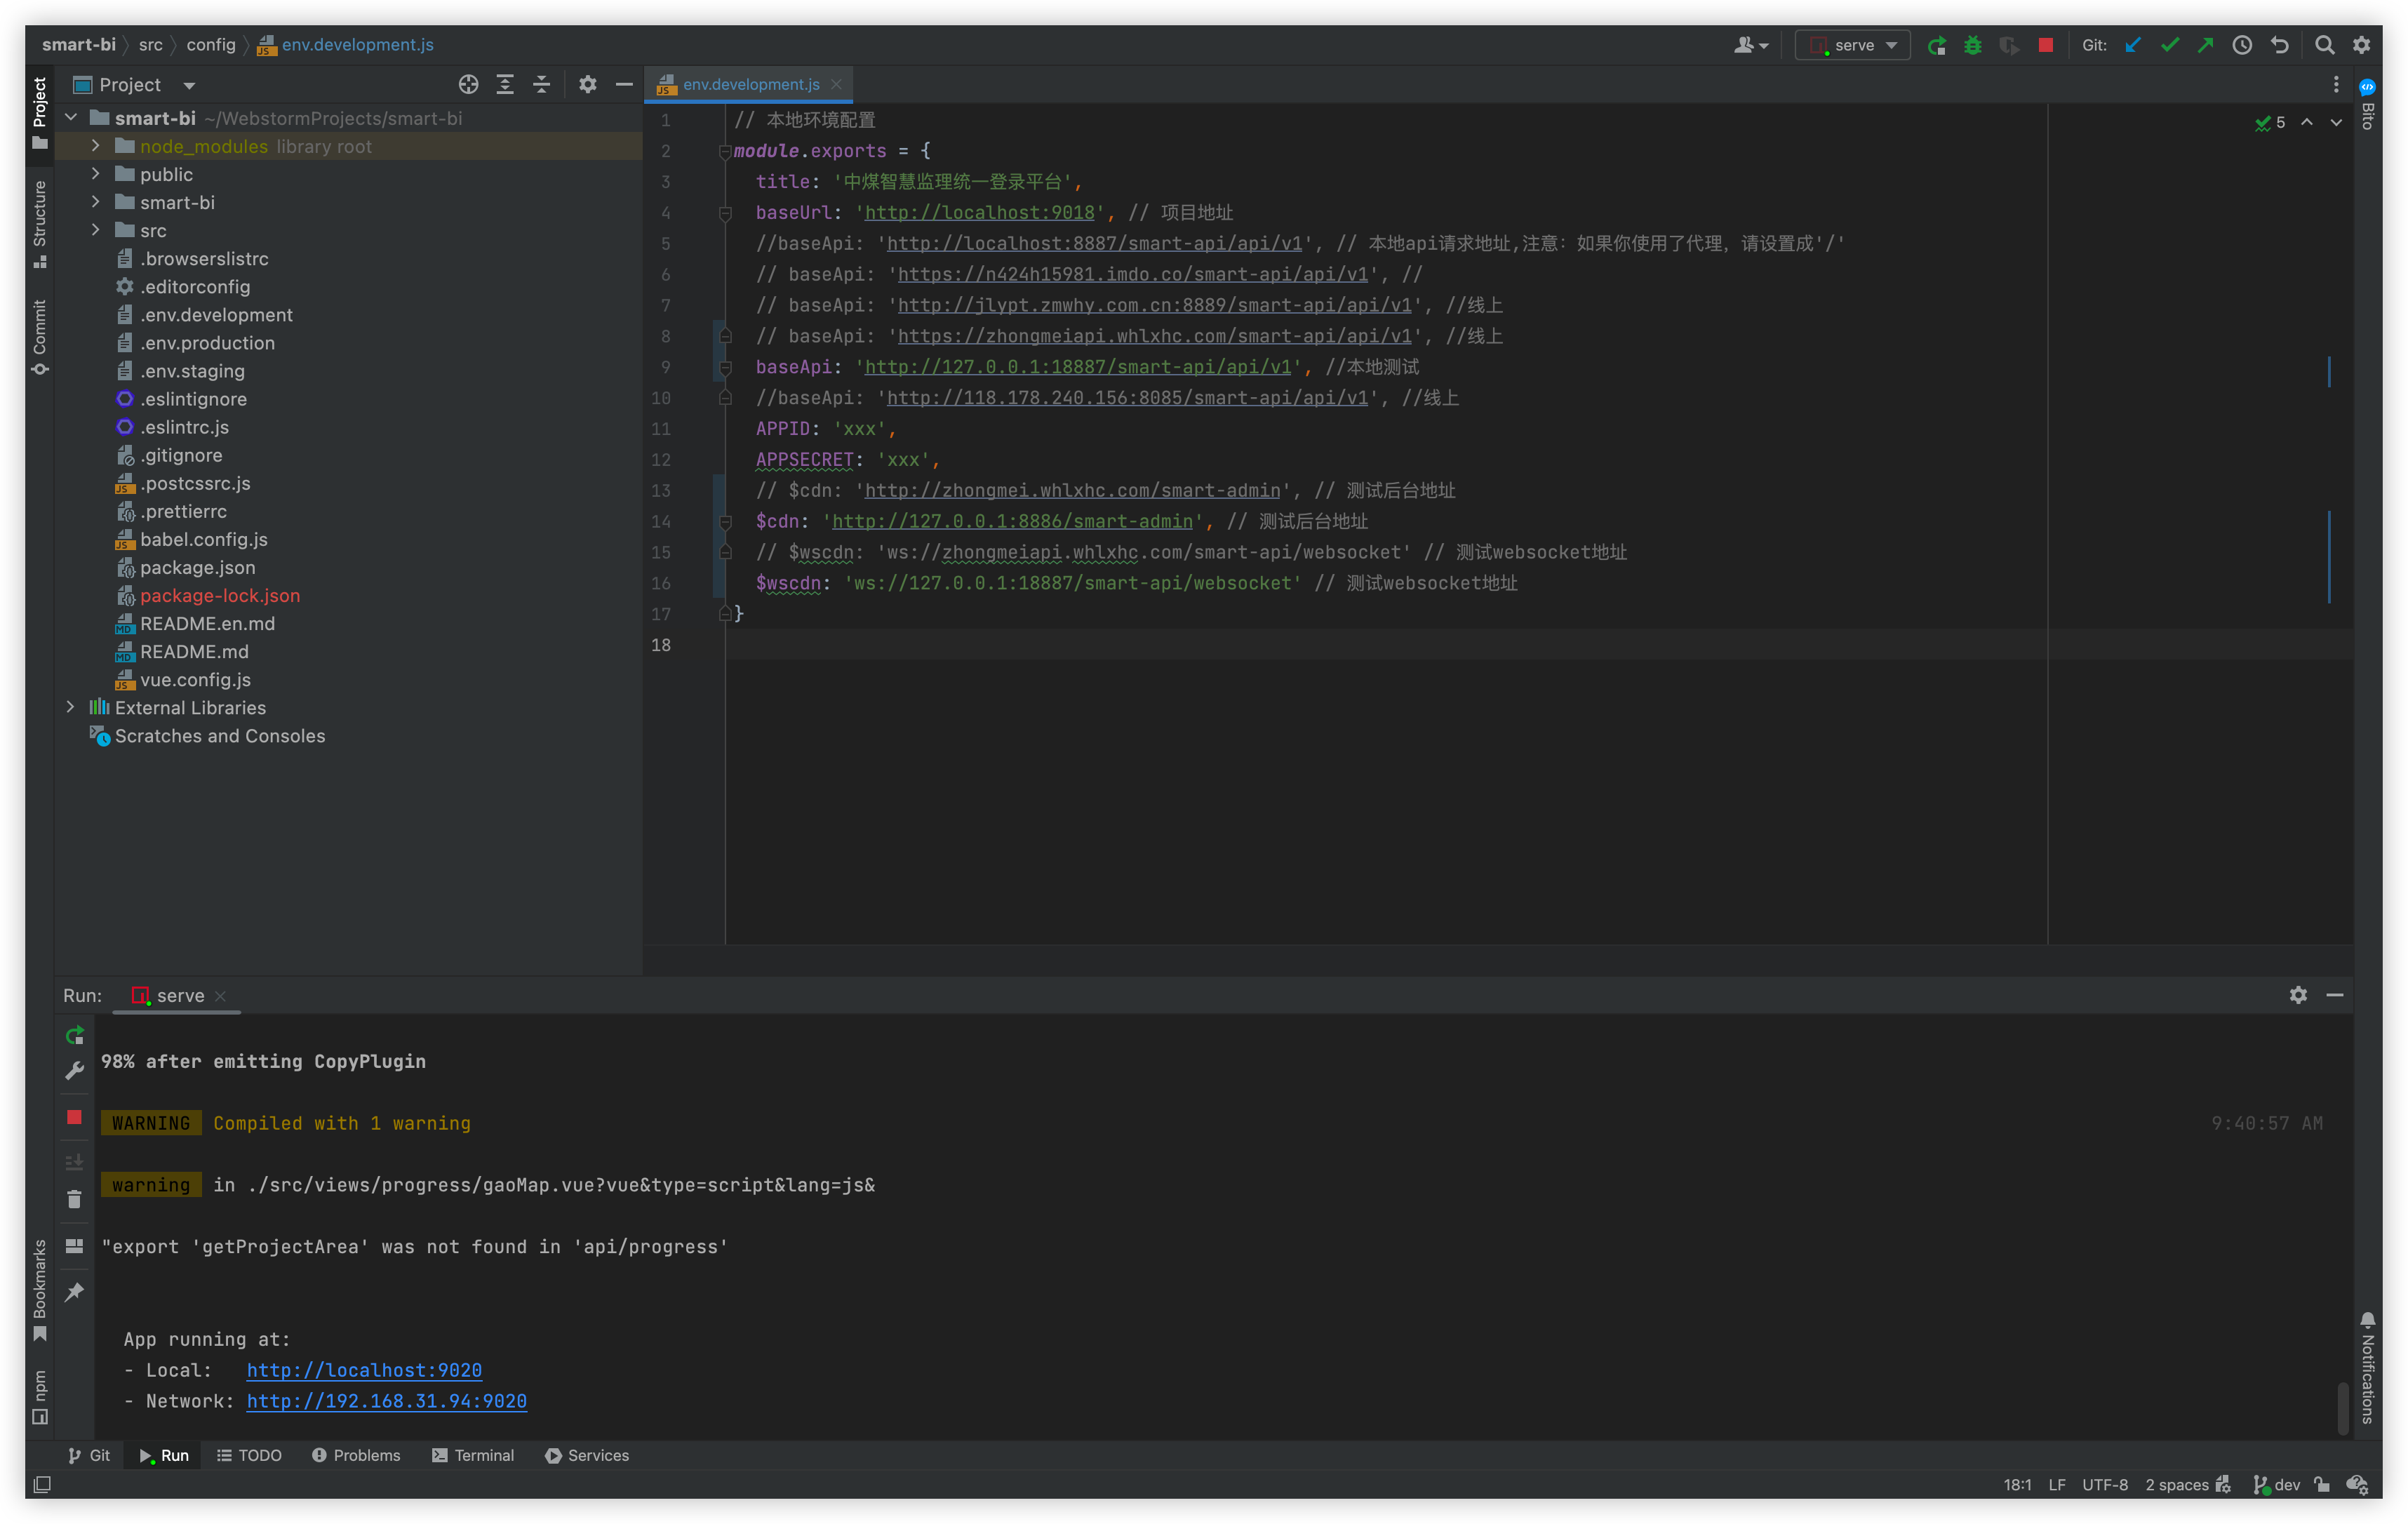 smart-bi src config env.development.js
serve
Git:
Project
env.development.js
Project
Structure
Commit
Bookmarks
npm
smart-bi ~/WebstormProjects/smart-bi
node_modules library root
public
smart-bi
src
.browserslistrc
.editorconfig
.env.development
.env.production
.env.staging
.eslintignore
.eslintrc.js
.gitignore
.postcssrc.js
.prettierrc
babel.config.js
package.json
package-lock.json
README.en.md
README.md
vue.config.js
External Libraries
Scratches and Consoles
5
Bito
Notifications
1 // 本地环境配置
2 module.exports = {
3 title: '中煤智慧监理统一登录平台',
4 baseUrl: 'http://localhost:9018', // 项目地址
5 //baseApi: 'http://localhost:8887/smart-api/api/v1', // 本地api请求地址,注意：如果你使用了代理，请设置成'/'
6 // baseApi: 'https://n424h15981.imdo.co/smart-api/api/v1', //
7 // baseApi: 'http://jlypt.zmwhy.com.cn:8889/smart-api/api/v1', //线上
8 // baseApi: 'https://zhongmeiapi.whlxhc.com/smart-api/api/v1', //线上
9 baseApi: 'http://127.0.0.1:18887/smart-api/api/v1', //本地测试
10 //baseApi: 'http://118.178.240.156:8085/smart-api/api/v1', //线上
11 APPID: 'xxx',
12 APPSECRET: 'xxx',
13 // $cdn: 'http://zhongmei.whlxhc.com/smart-admin', // 测试后台地址
14 $cdn: 'http://127.0.0.1:8886/smart-admin', // 测试后台地址
15 // $wscdn: 'ws://zhongmeiapi.whlxhc.com/smart-api/websocket' // 测试websocket地址
16 $wscdn: 'ws://127.0.0.1:18887/smart-api/websocket' // 测试websocket地址
17 }
18
Run: serve
98% after emitting CopyPlugin
WARNING Compiled with 1 warning 9:40:57 AM
warning in ./src/views/progress/gaoMap.vue?vue&type=script&lang=js&
"export 'getProjectArea' was not found in 'api/progress'
App running at:
- Local: http://localhost:9020
- Network: http://192.168.31.94:9020
Git Run TODO Problems Terminal Services
18:1 LF UTF-8 2 spaces dev